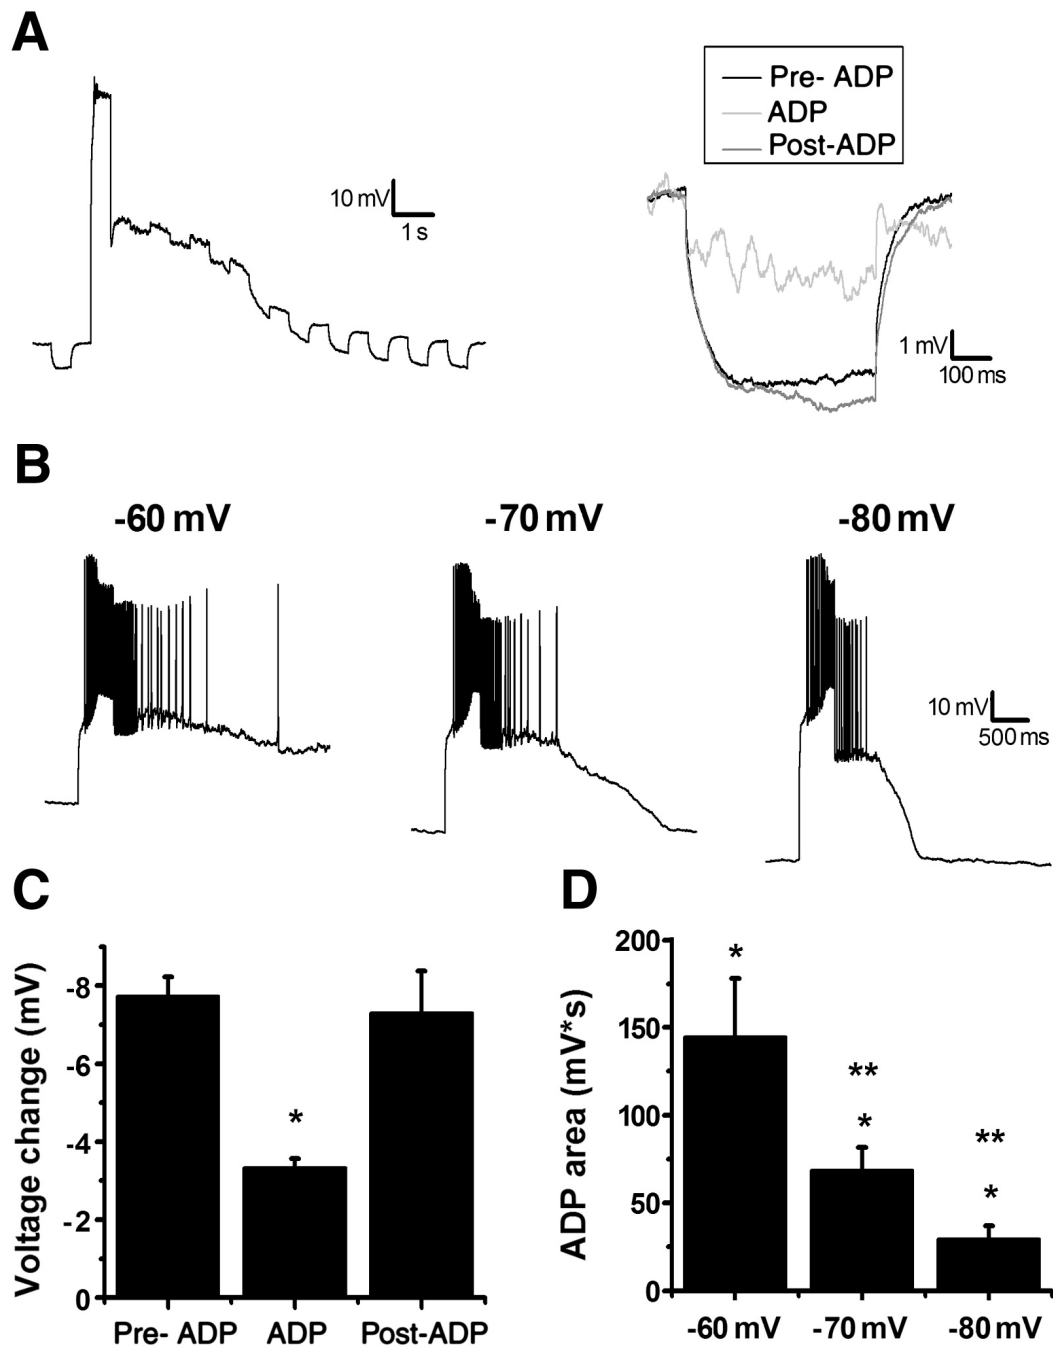 A
10 mV
1 s
Pre- ADP
ADP
Post-ADP
1 mV
100 ms
B
-60 mV
-70 mV
-80 mV
10 mV
500 ms
C
Voltage change (mV)
-8
-6
-4
-2
0
*
Pre- ADP
ADP
Post-ADP
D
ADP area (mV*s)
200
150
100
50
0
*
**
*
**
*
-60 mV
-70 mV
-80 mV